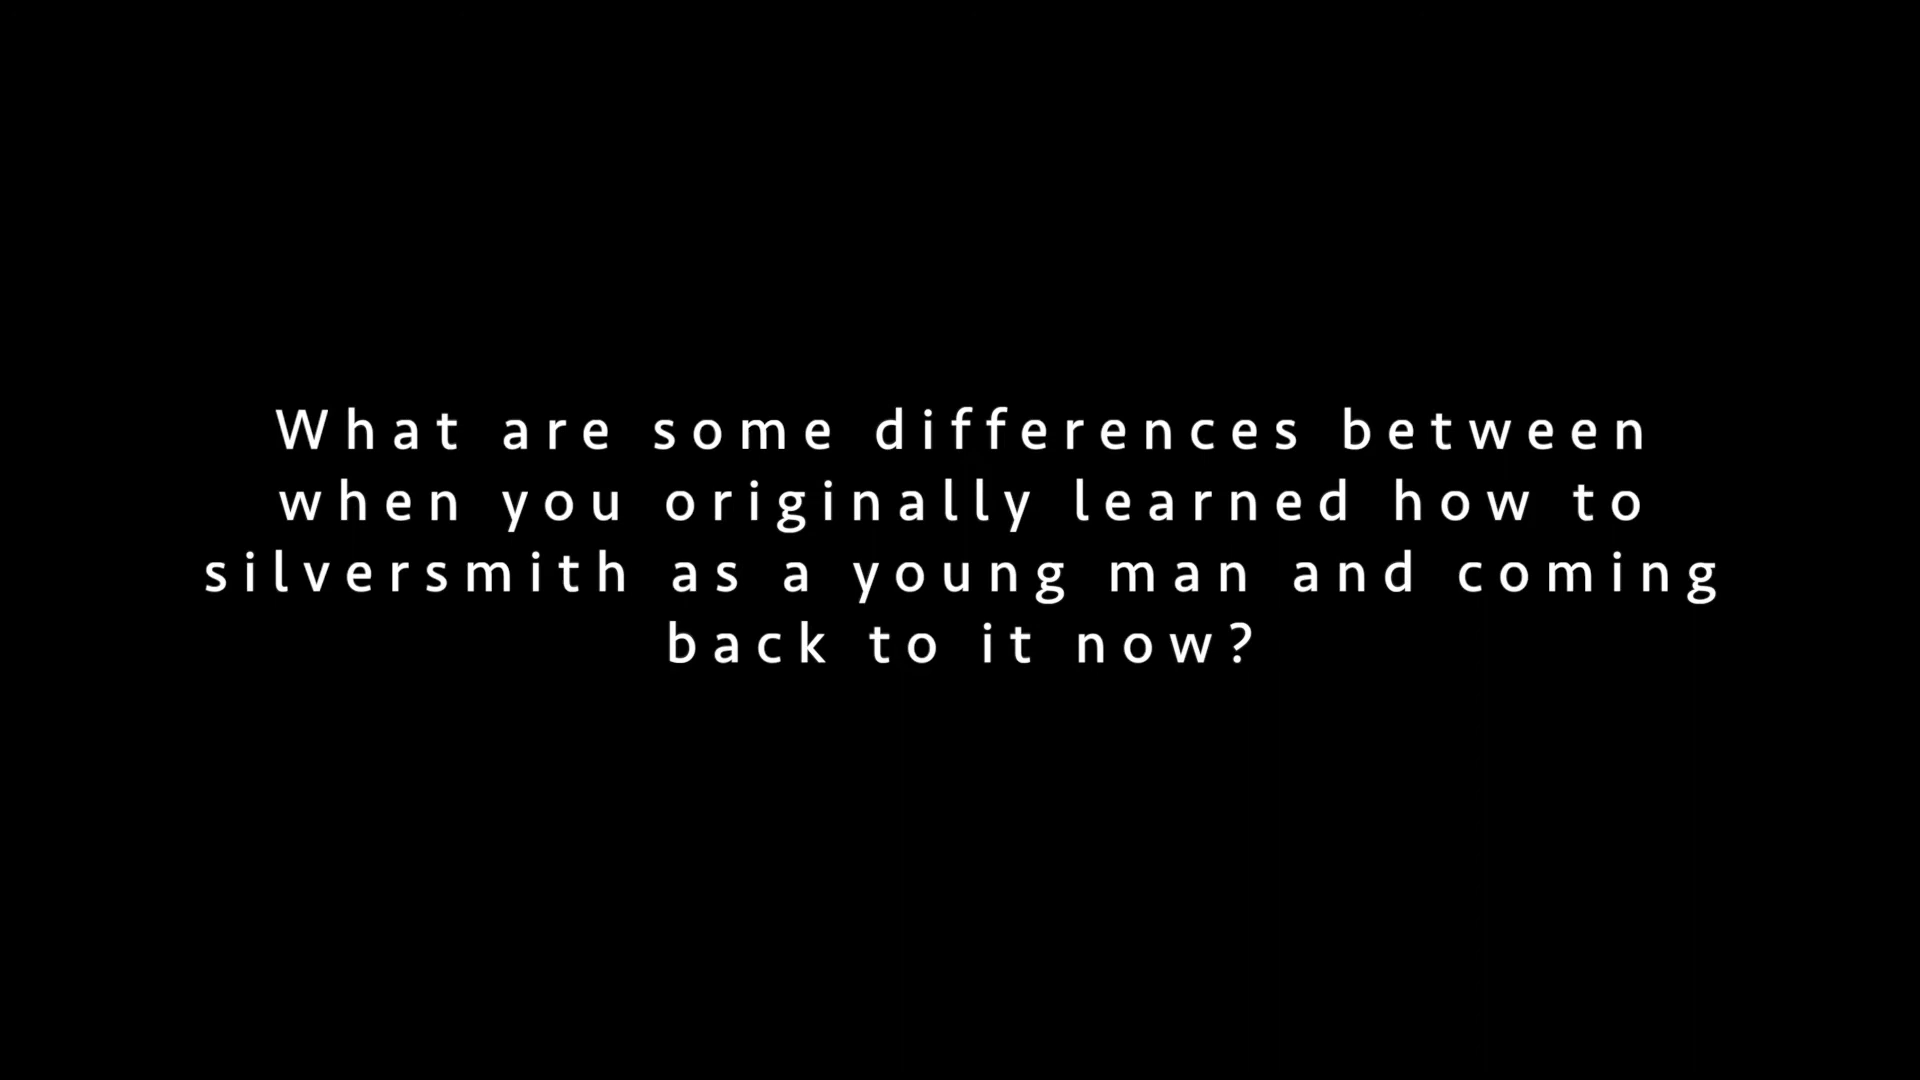 What are some differences between
when you originally learned how to
silversmith as a young man and coming
back to it now?